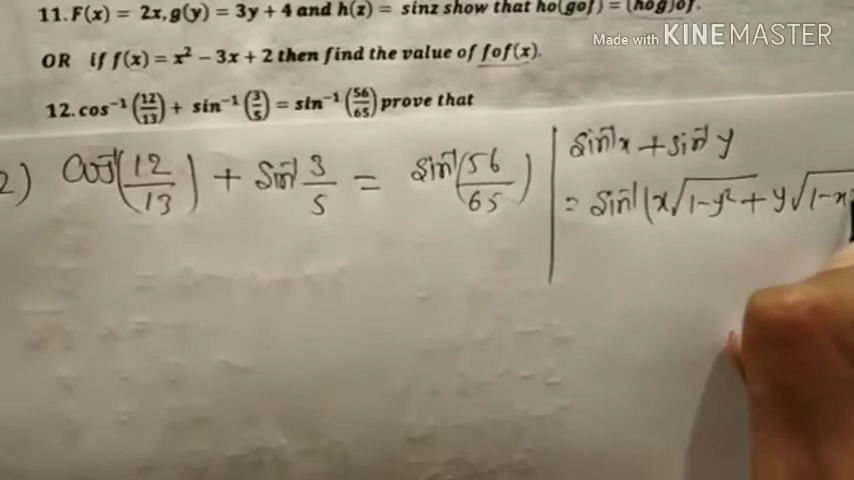 11. F(x) = 2x, g(y) = 3y + 4 and h(z) = sinz show that ho(gof) = (hog)of.
Made with KINEMASTER
OR If f(x) = x² − 3x + 2 then find the value of fof(x).
12. cos⁻¹ (12/13) + sin⁻¹ (3/5) = sin⁻¹ (56/65) prove that
2) cos⁻¹(12/13) + sin⁻¹ 3/5 = sin⁻¹(56/65)
sin⁻¹x + sin⁻¹y
= sin⁻¹(x√1-y² + y√1-x